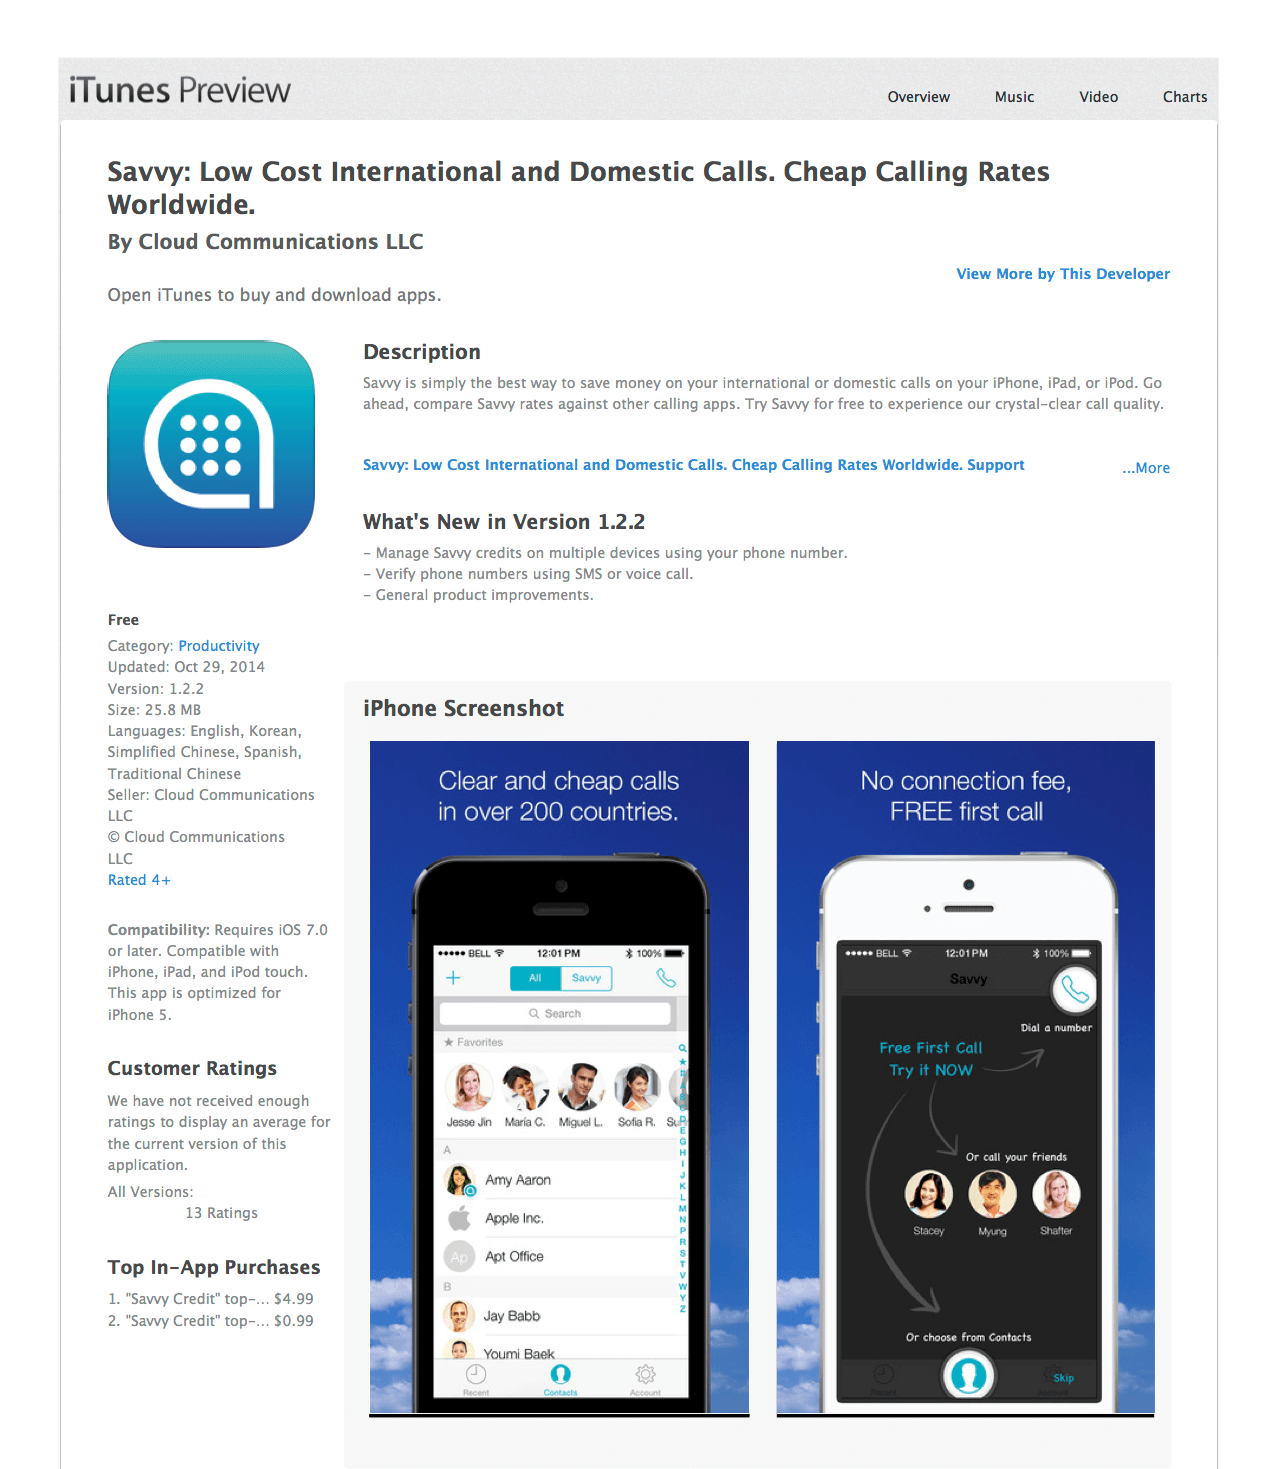 iTunes Preview
Overview Music Video Charts
Savvy: Low Cost International and Domestic Calls. Cheap Calling Rates
Worldwide.
By Cloud Communications LLC
View More by This Developer
Open iTunes to buy and download apps.
Description
Savvy is simply the best way to save money on your international or domestic calls on your iPhone, iPad, or iPod. Go
ahead, compare Savvy rates against other calling apps. Try Savvy for free to experience our crystal-clear call quality.
Savvy: Low Cost International and Domestic Calls. Cheap Calling Rates Worldwide. Support
...More
What's New in Version 1.2.2
- Manage Savvy credits on multiple devices using your phone number.
- Verify phone numbers using SMS or voice call.
- General product improvements.
Free
Category: Productivity
Updated: Oct 29, 2014
Version: 1.2.2
Size: 25.8 MB
Languages: English, Korean,
Simplified Chinese, Spanish,
Traditional Chinese
Seller: Cloud Communications
LLC
© Cloud Communications
LLC
Rated 4+
Compatibility: Requires iOS 7.0
or later. Compatible with
iPhone, iPad, and iPod touch.
This app is optimized for
iPhone 5.
Customer Ratings
We have not received enough
ratings to display an average for
the current version of this
application.
All Versions:
13 Ratings
Top In-App Purchases
1. "Savvy Credit" top-... $4.99
2. "Savvy Credit" top-... $0.99
iPhone Screenshot
Clear and cheap calls
in over 200 countries.
BELL 12:01 PM 100%
+ All Savvy
Search
★ Favorites
Jesse Jin María C. Miguel L. Sofia R.
A
Amy Aaron
Apple Inc.
Ap Apt Office
B
Jay Babb
Youmi Baek
Recent Contacts Account
★
#
A
B
C
D
E
G
H
I
J
K
L
M
N
P
R
S
T
V
W
Y
Z
No connection fee,
FREE first call
BELL 12:01 PM 100%
Savvy
Dial a number
Free First Call
Try it NOW
Or call your friends
Stacey Myung Shafter
Or choose from Contacts
Recent Skip Account